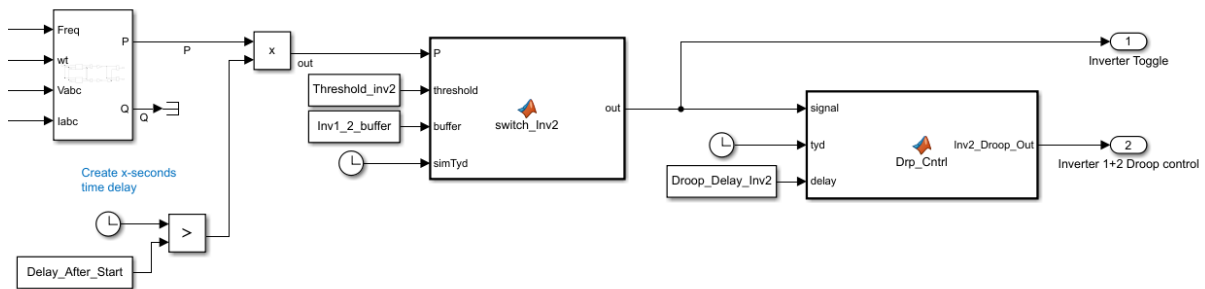 Freq
wt
Vabc
Iabc
P
Q
P
Q
x
out
P
threshold
buffer
simTyd
out
switch_Inv2
Threshold_inv2
Inv1_2_buffer
1
Inverter Toggle
signal
tyd
delay
Inv2_Droop_Out
Drp_Cntrl
Droop_Delay_Inv2
2
Inverter 1+2 Droop control
Create x-seconds
time delay
>
Delay_After_Start